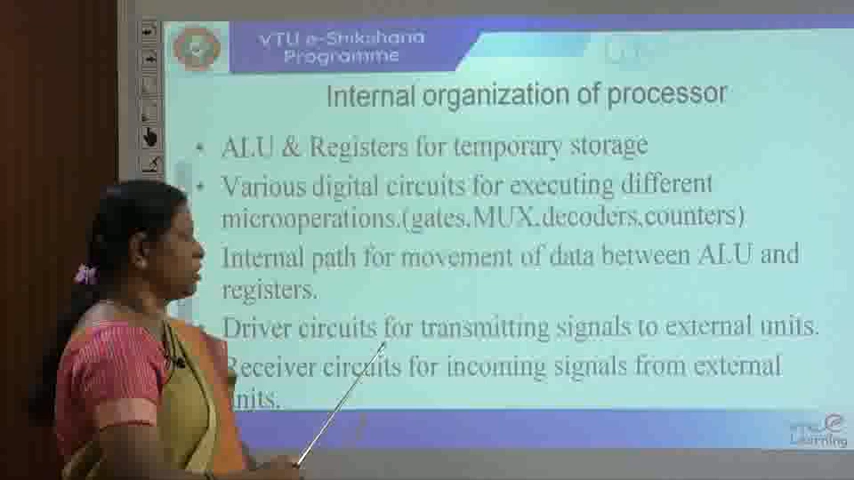 VTU e-Shikshana
Programme
Internal organization of processor
• ALU & Registers for temporary storage
• Various digital circuits for executing different
microoperations.(gates,MUX,decoders,counters)
Internal path for movement of data between ALU and
registers.
Driver circuits for transmitting signals to external units.
Receiver circuits for incoming signals from external
units.
Learning